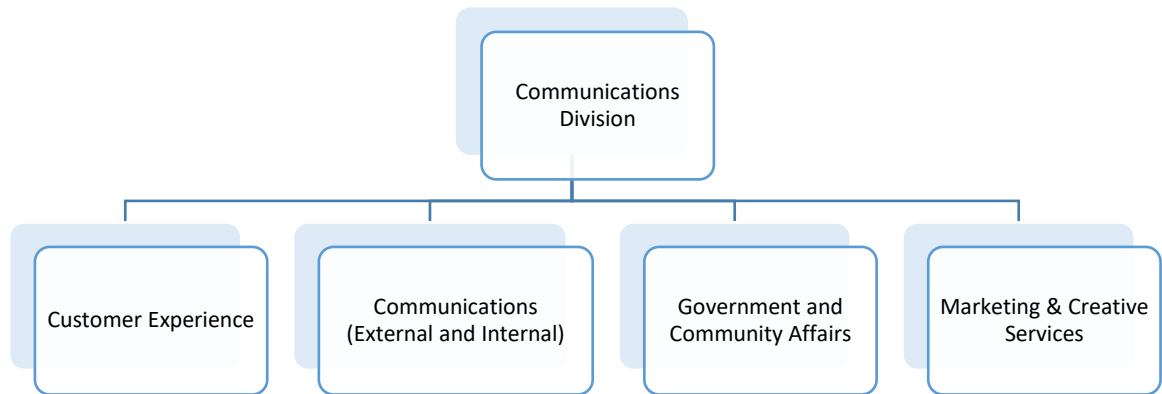 Communications
Division
Customer Experience
Communications
(External and Internal)
Government and
Community Affairs
Marketing & Creative
Services